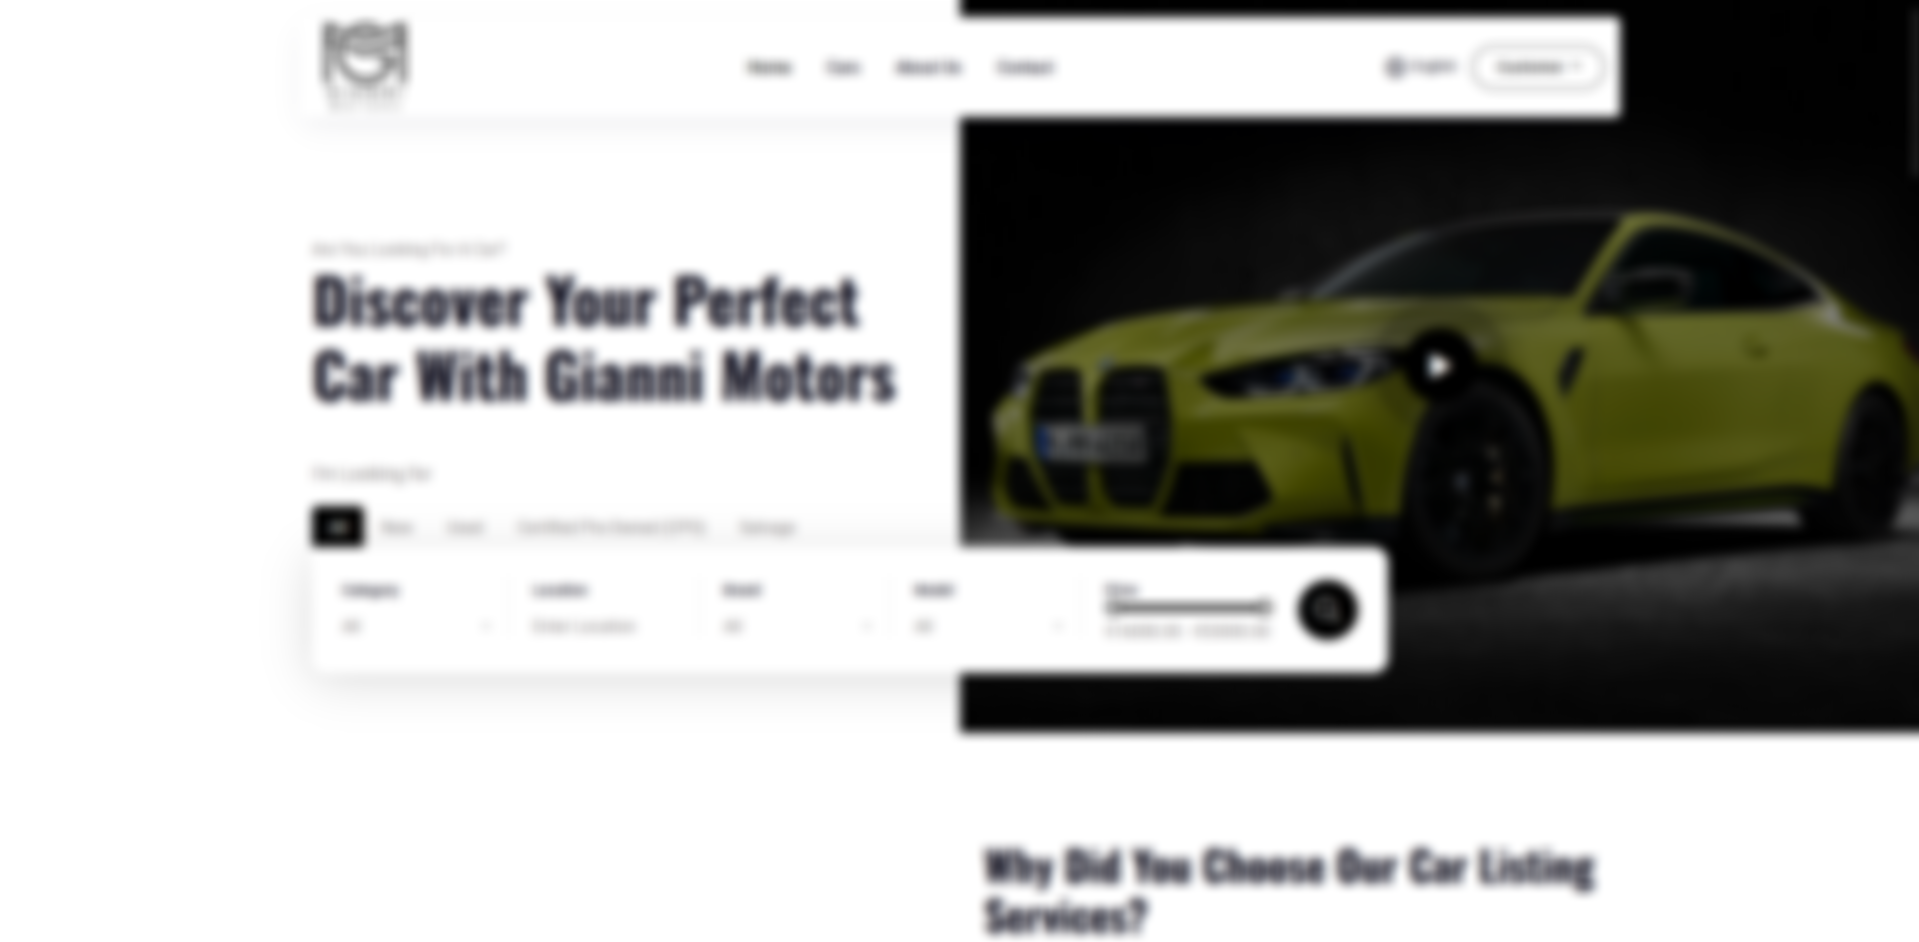 Home Cars About Us Contact English Customer
Are You Looking For A Car?
Discover Your Perfect
Car With Gianni Motors
I'm Looking for
All New Used Certified Pre-Owned (CPO) Salvage
Category Location Brand Model Price
All Enter Location All All
Why Did You Choose Our Car Listing
Services?